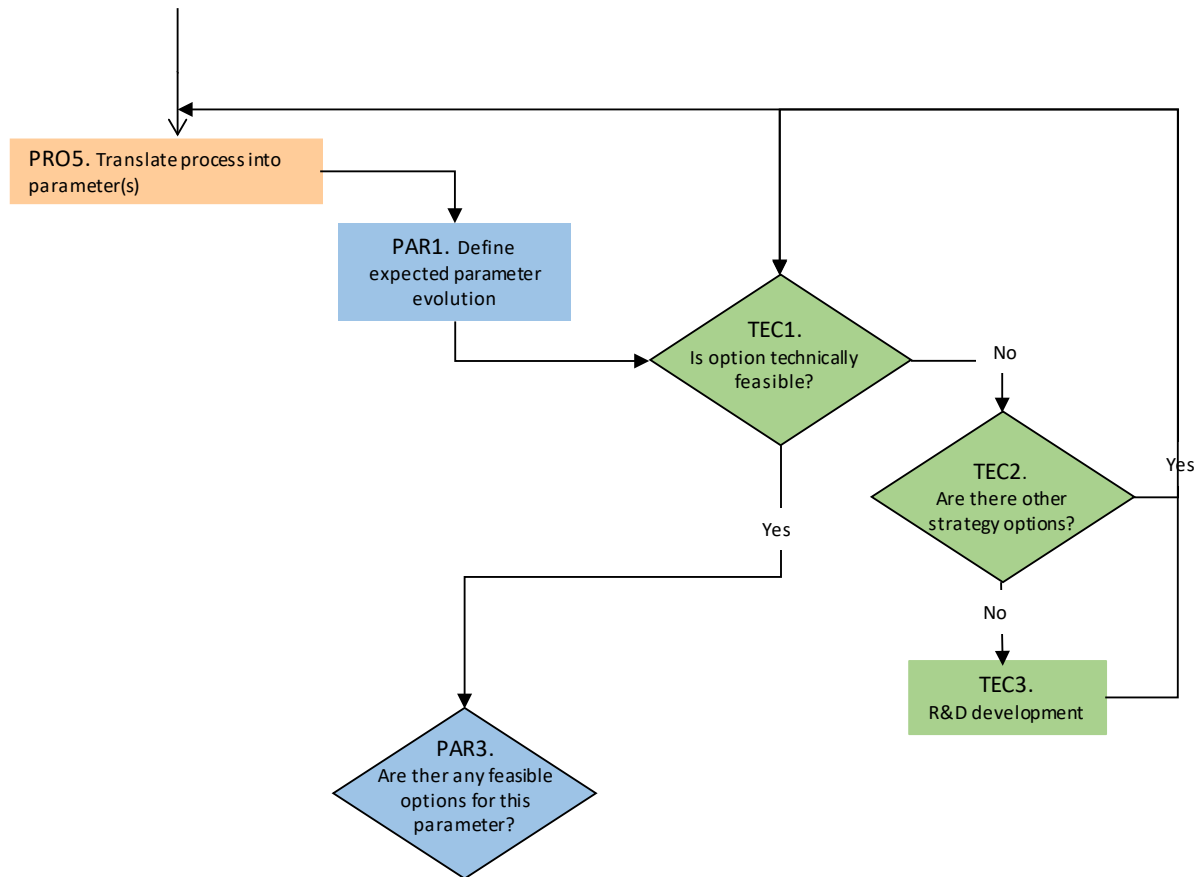 PRO5. Translate process into
parameter(s)
PAR1. Define
expected parameter
evolution
TEC1.
Is option technically
feasible?
No
TEC2.
Are there other
strategy options?
Yes
Yes
No
TEC3.
R&D development
PAR3.
Are ther any feasible
options for this
parameter?